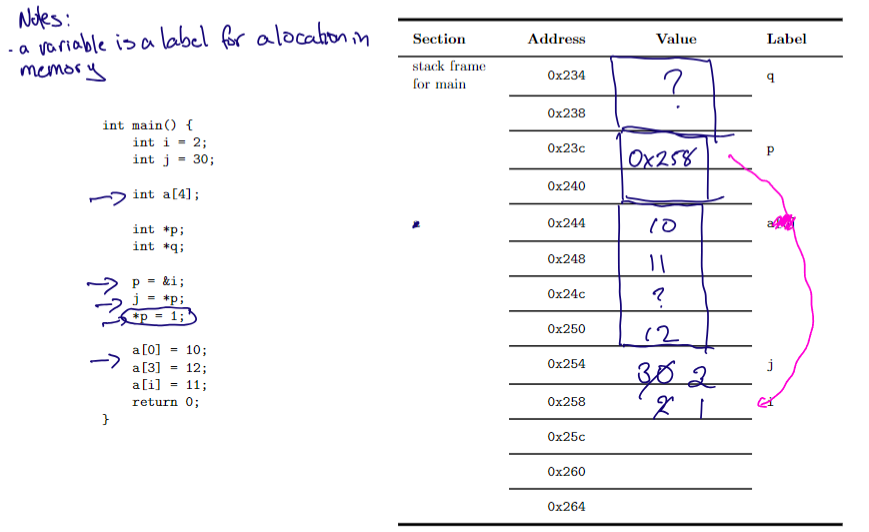 Notes:
- a variable is a label for a location in
memory
int main() {
int i = 2;
int j = 30;
int a[4];
int *p;
int *q;
p = &i;
j = *p;
*p = 1;
a[0] = 10;
a[3] = 12;
a[i] = 11;
return 0;
}
Section Address Value Label
stack frame
for main
0x234 ? q
0x238
0x23c 0x258 p
0x240
0x244 10 a
0x248 11
0x24c ?
0x250 12
0x254 30 2 j
0x258 2 1 i
0x25c
0x260
0x264